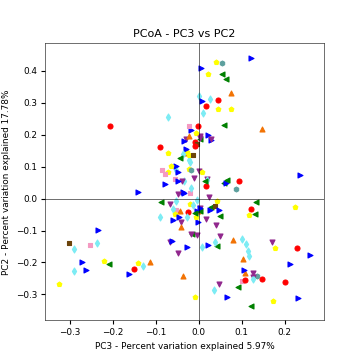 PCoA - PC3 vs PC2
PC2 - Percent variation explained 17.78%
0.4
0.3
0.2
0.1
0.0
−0.1
−0.2
−0.3
−0.3 −0.2 −0.1 0.0 0.1 0.2
PC3 - Percent variation explained 5.97%